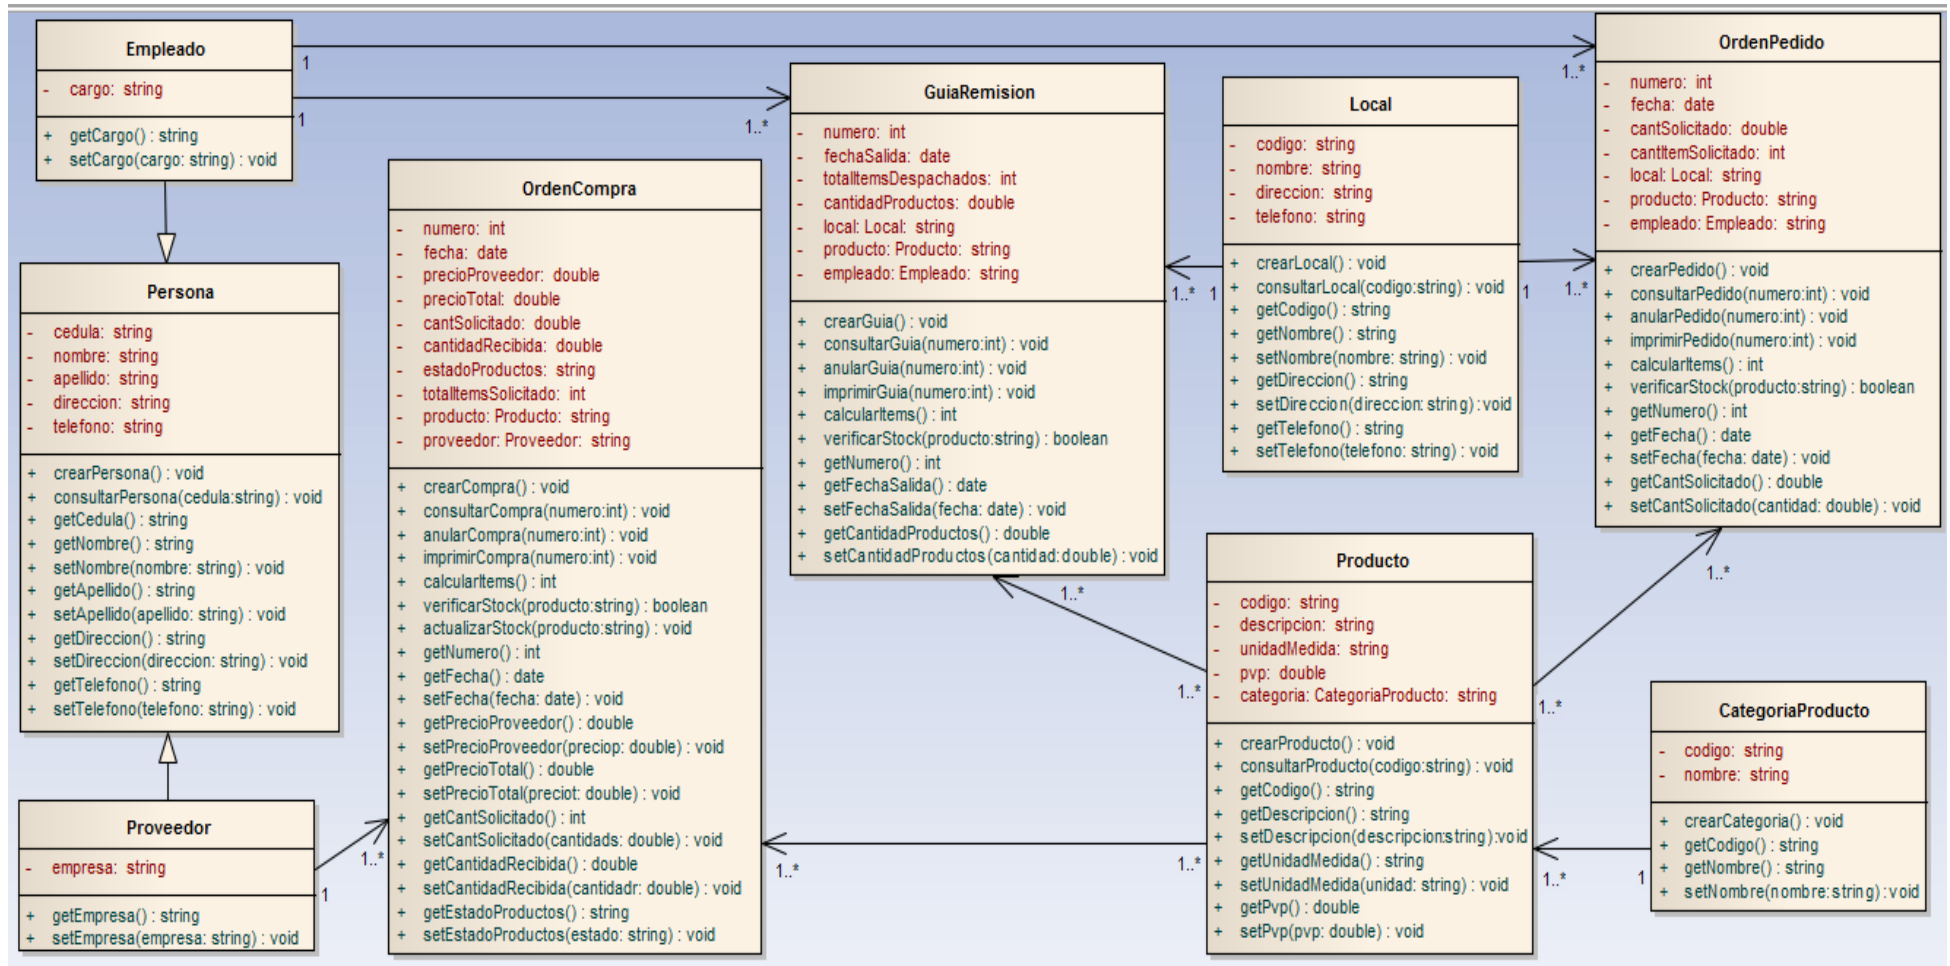 Empleado
- cargo: string
+ getCargo() : string
+ setCargo(cargo: string) : void
1
1..*
1
1..*
Persona
- cedula: string
- nombre: string
- apellido: string
- direccion: string
- telefono: string
+ crearPersona() : void
+ consultarPersona(cedula:string) : void
+ getCedula() : string
+ getNombre() : string
+ setNombre(nombre: string) : void
+ getApellido() : string
+ setApellido(apellido: string) : void
+ getDireccion() : string
+ setDireccion(direccion: string) : void
+ getTelefono() : string
+ setTelefono(telefono: string) : void
Proveedor
- empresa: string
+ getEmpresa() : string
+ setEmpresa(empresa: string) : void
1..*
1
OrdenCompra
- numero: int
- fecha: date
- precioProveedor: double
- precioTotal: double
- cantSolicitado: double
- cantidadRecibida: double
- estadoProductos: string
- totalItemsSolicitado: int
- producto: Producto: string
- proveedor: Proveedor: string
+ crearCompra() : void
+ consultarCompra(numero:int) : void
+ anularCompra(numero:int) : void
+ imprimirCompra(numero:int) : void
+ calcularItems() : int
+ verificarStock(producto:string) : boolean
+ actualizarStock(producto:string) : void
+ getNumero() : int
+ getFecha() : date
+ setFecha(fecha: date) : void
+ getPrecioProveedor() : double
+ setPrecioProveedor(preciop: double) : void
+ getPrecioTotal() : double
+ setPrecioTotal(preciot: double) : void
+ getCantSolicitado() : int
+ setCantSolicitado(cantidads: double) : void
+ getCantidadRecibida() : double
+ setCantidadRecibida(cantidadr: double) : void
+ getEstadoProductos() : string
+ setEstadoProductos(estado: string) : void
1..*
1..*
GuiaRemision
- numero: int
- fechaSalida: date
- totalItemsDespachados: int
- cantidadProductos: double
- local: Local: string
- producto: Producto: string
- empleado: Empleado: string
+ crearGuia() : void
+ consultarGuia(numero:int) : void
+ anularGuia(numero:int) : void
+ imprimirGuia(numero:int) : void
+ calcularItems() : int
+ verificarStock(producto:string) : boolean
+ getNumero() : int
+ getFechaSalida() : date
+ setFechaSalida(fecha: date) : void
+ getCantidadProductos() : double
+ setCantidadProductos(cantidad:double) : void
1..*
1..*
1..* 1
Local
- codigo: string
- nombre: string
- direccion: string
- telefono: string
+ crearLocal() : void
+ consultarLocal(codigo:string) : void
+ getCodigo() : string
+ getNombre() : string
+ setNombre(nombre: string) : void
+ getDireccion() : string
+ setDireccion(direccion: string) : void
+ getTelefono() : string
+ setTelefono(telefono: string) : void
1 1..*
OrdenPedido
- numero: int
- fecha: date
- cantSolicitado: double
- cantItemSolicitado: int
- local: Local: string
- producto: Producto: string
- empleado: Empleado: string
+ crearPedido() : void
+ consultarPedido(numero:int) : void
+ anularPedido(numero:int) : void
+ imprimirPedido(numero:int) : void
+ calcularItems() : int
+ verificarStock(producto:string) : boolean
+ getNumero() : int
+ getFecha() : date
+ setFecha(fecha: date) : void
+ getCantSolicitado() : double
+ setCantSolicitado(cantidad: double) : void
1..*
1..*
Producto
- codigo: string
- descripcion: string
- unidadMedida: string
- pvp: double
- categoria: CategoriaProducto: string
+ crearProducto() : void
+ consultarProducto(codigo:string) : void
+ getCodigo() : string
+ getDescripcion() : string
+ setDescripcion(descripcion:string):void
+ getUnidadMedida() : string
+ setUnidadMedida(unidad: string) : void
+ getPvp() : double
+ setPvp(pvp: double) : void
1..* 1
CategoriaProducto
- codigo: string
- nombre: string
+ crearCategoria() : void
+ getCodigo() : string
+ getNombre() : string
+ setNombre(nombre:string):void